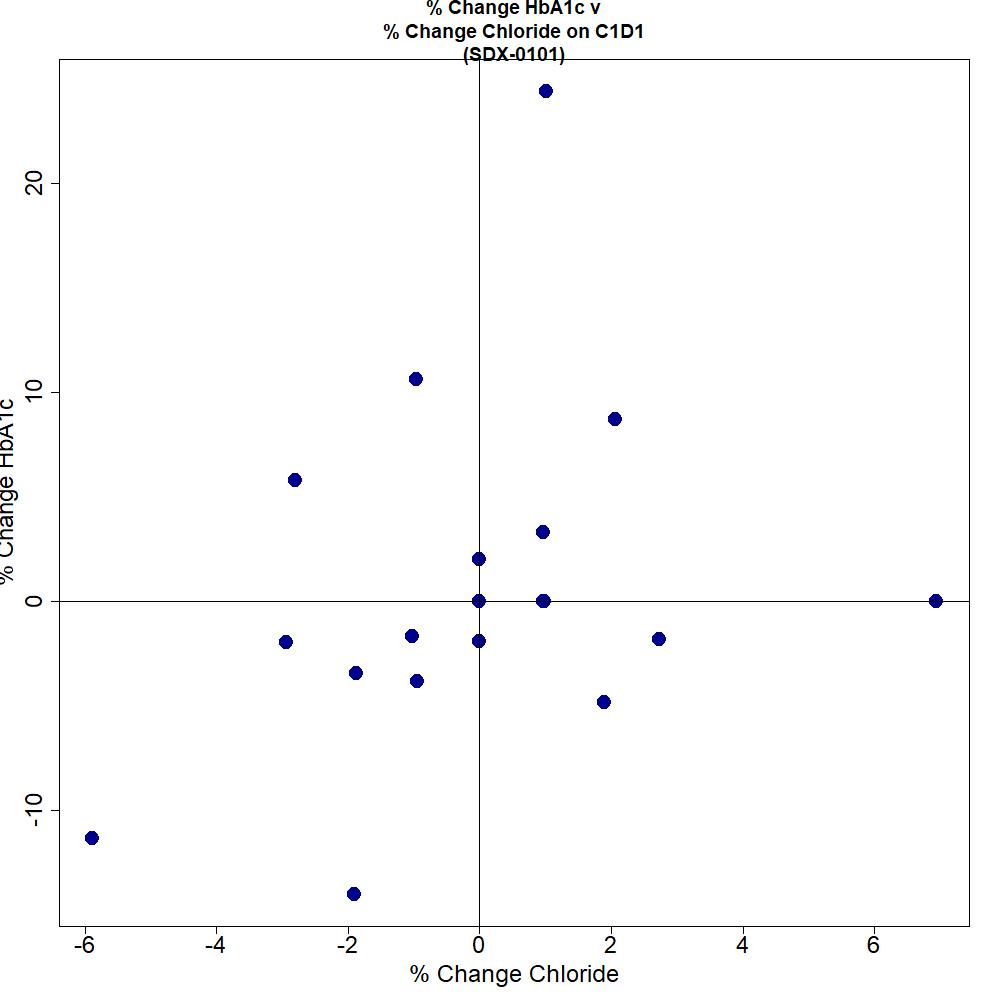 % Change HbA1c v
% Change Chloride on C1D1
(SDX-0101)
% Change HbA1c
20
10
0
-10
-6
-4
-2
0
2
4
6
% Change Chloride